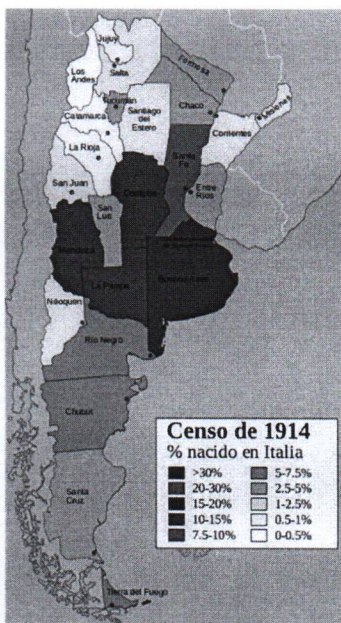 Jujuy
Salta
Los
Andes
Formosa
Tucumán
Catamarca
Santiago
del
Estero
Chaco
Misiones
Corrientes
La Rioja
Santa
Fe
San Juan
Córdoba
Entre
Ríos
San
Luis
Mendoza
La Pampa
Buenos Aires
Neuquén
Río Negro
Chubut
Santa
Cruz
Tierra del Fuego
Censo de 1914
% nacido en Italia
>30%
20-30%
15-20%
10-15%
7.5-10%
5-7.5%
2.5-5%
1-2.5%
0.5-1%
0-0.5%